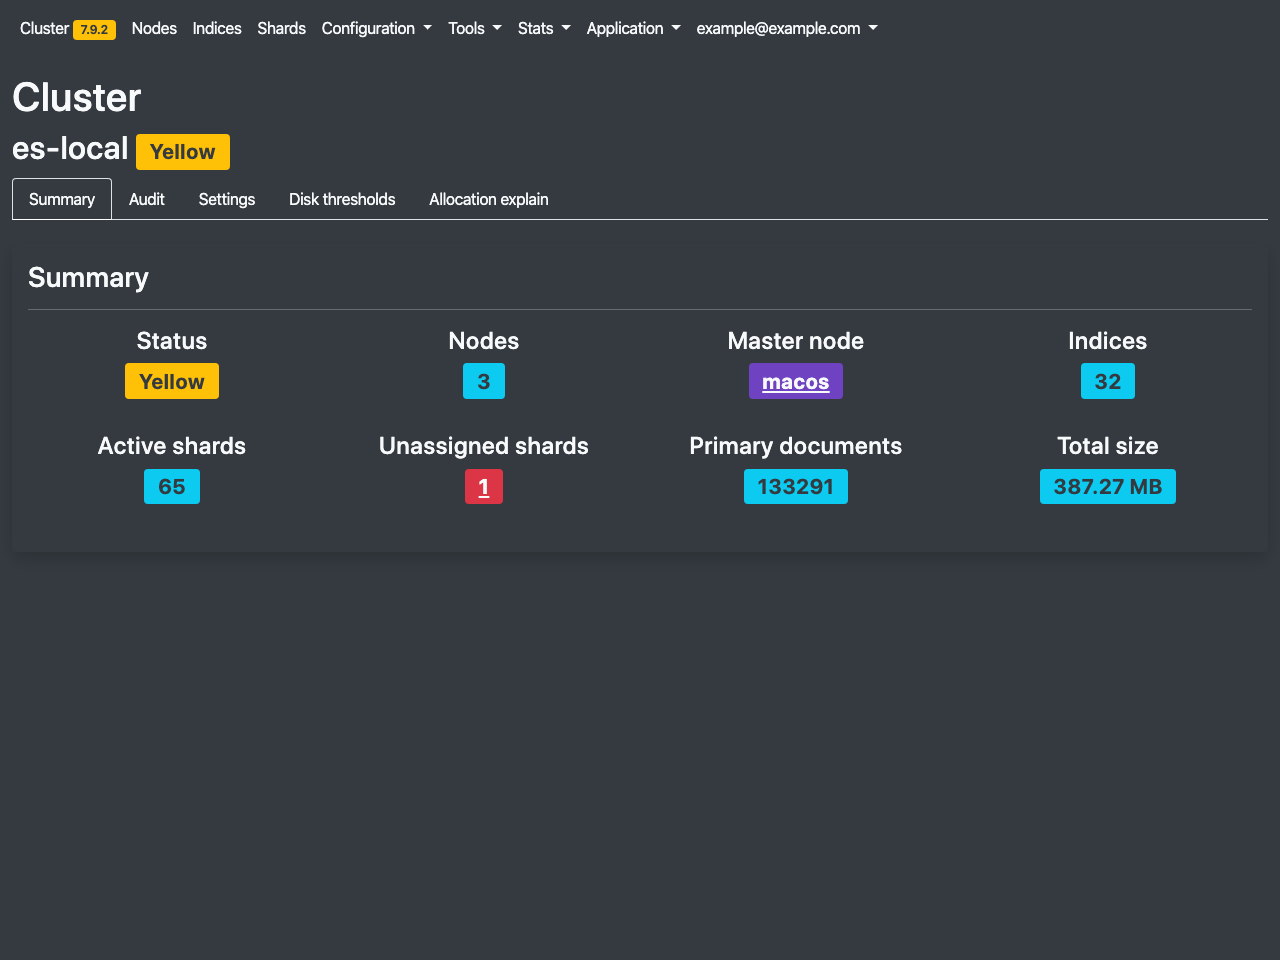 Cluster 7.9.2 Nodes Indices Shards Configuration Tools Stats Application example@example.com
Cluster
es-local Yellow
Summary Audit Settings Disk thresholds Allocation explain
Summary
Status Nodes Master node Indices
Yellow 3 macos 32
Active shards Unassigned shards Primary documents Total size
65 1 133291 387.27 MB